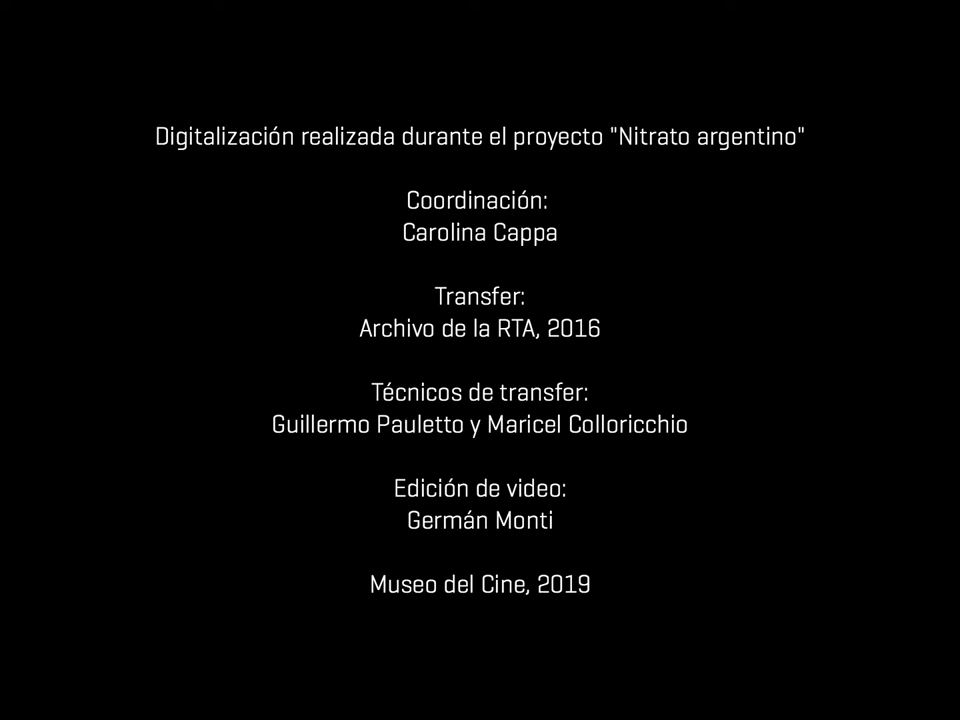 Digitalización realizada durante el proyecto "Nitrato argentino"
Coordinación:
Carolina Cappa
Transfer:
Archivo de la RTA, 2016
Técnicos de transfer:
Guillermo Pauletto y Maricel Colloricchio
Edición de video:
Germán Monti
Museo del Cine, 2019